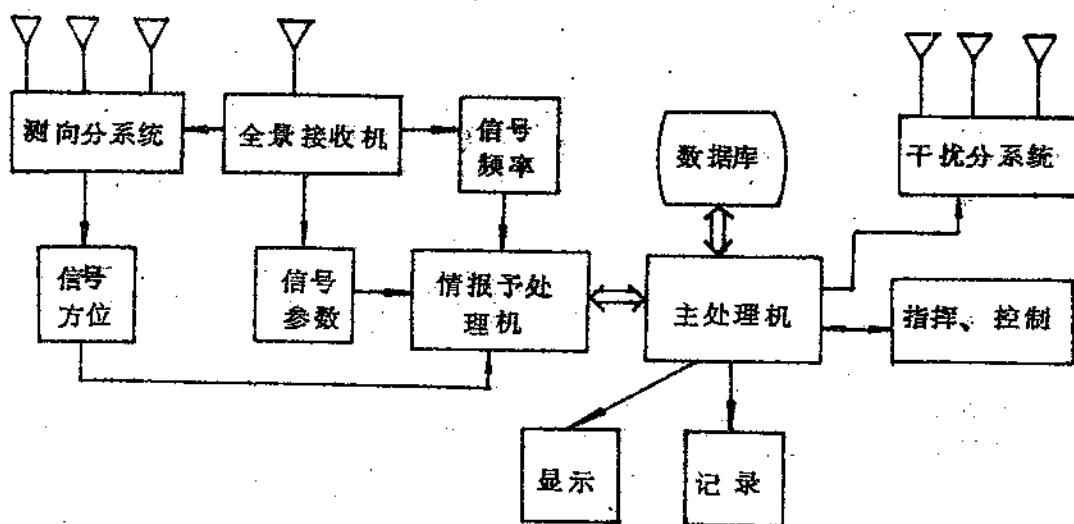 测向分系统
全景接收机
信号
频率
数据库
干扰分系统
信号
方位
信号
参数
情报予处
理机
主处理机
指挥、控制
显示
记录